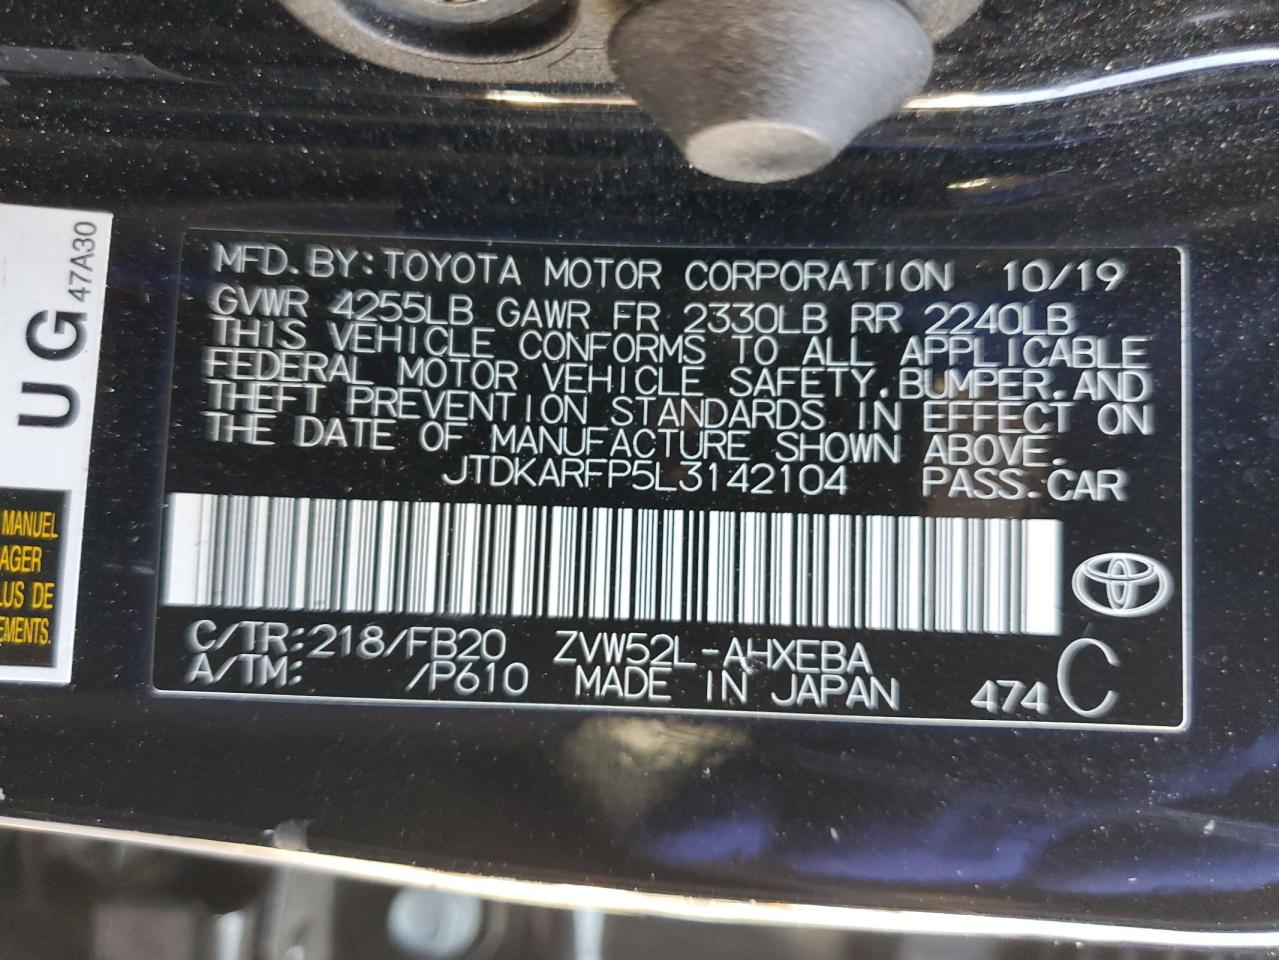 UG 47A30
MANUEL
AGER
LUS DE
EMENTS.
MFD. BY: TOYOTA MOTOR CORPORATION 10/19
GVWR 4255LB GAWR FR 2330LB RR 2240LB
THIS VEHICLE CONFORMS TO ALL APPLICABLE
FEDERAL MOTOR VEHICLE SAFETY, BUMPER, AND
THEFT PREVENTION STANDARDS IN EFFECT ON
THE DATE OF MANUFACTURE SHOWN ABOVE.
JTDKARFP5L3142104 PASS. CAR
C/TR: 218/FB20 ZVW52L-AHXEBA
A/TM: /P610 MADE IN JAPAN 474 C